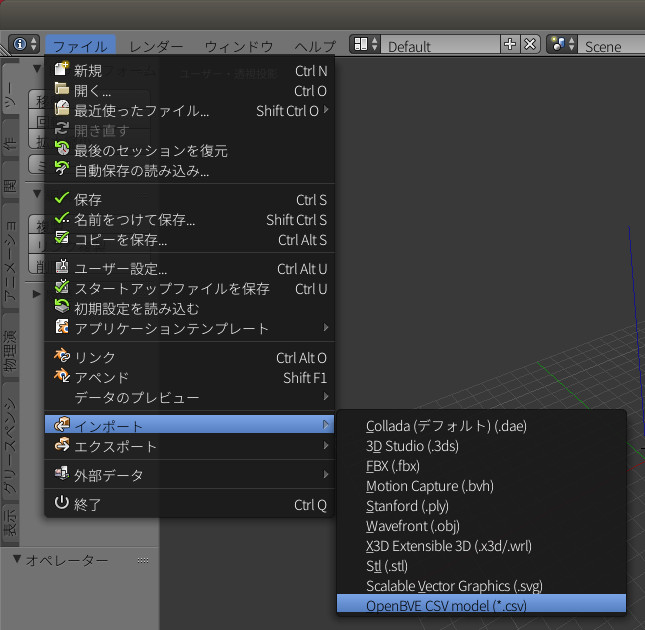 ファイル レンダー ウィンドウ ヘルプ Default Scene
新規 Ctrl N
開く... Ctrl O
最近使ったファイル... Shift Ctrl O
開き直す
最後のセッションを復元
自動保存の読み込み...
保存 Ctrl S
名前をつけて保存... Shift Ctrl S
コピーを保存... Ctrl Alt S
ユーザー設定... Ctrl Alt U
スタートアップファイルを保存 Ctrl U
初期設定を読み込む
アプリケーションテンプレート
リンク Ctrl Alt O
アペンド Shift F1
データのプレビュー
インポート
エクスポート
外部データ
終了 Ctrl Q
Collada (デフォルト) (.dae)
3D Studio (.3ds)
FBX (.fbx)
Motion Capture (.bvh)
Stanford (.ply)
Wavefront (.obj)
X3D Extensible 3D (.x3d/.wrl)
Stl (.stl)
Scalable Vector Graphics (.svg)
OpenBVE CSV model (*.csv)
ツー
作
関
アニメーショ
物理演
グリースペンシ
表示
オペレーター